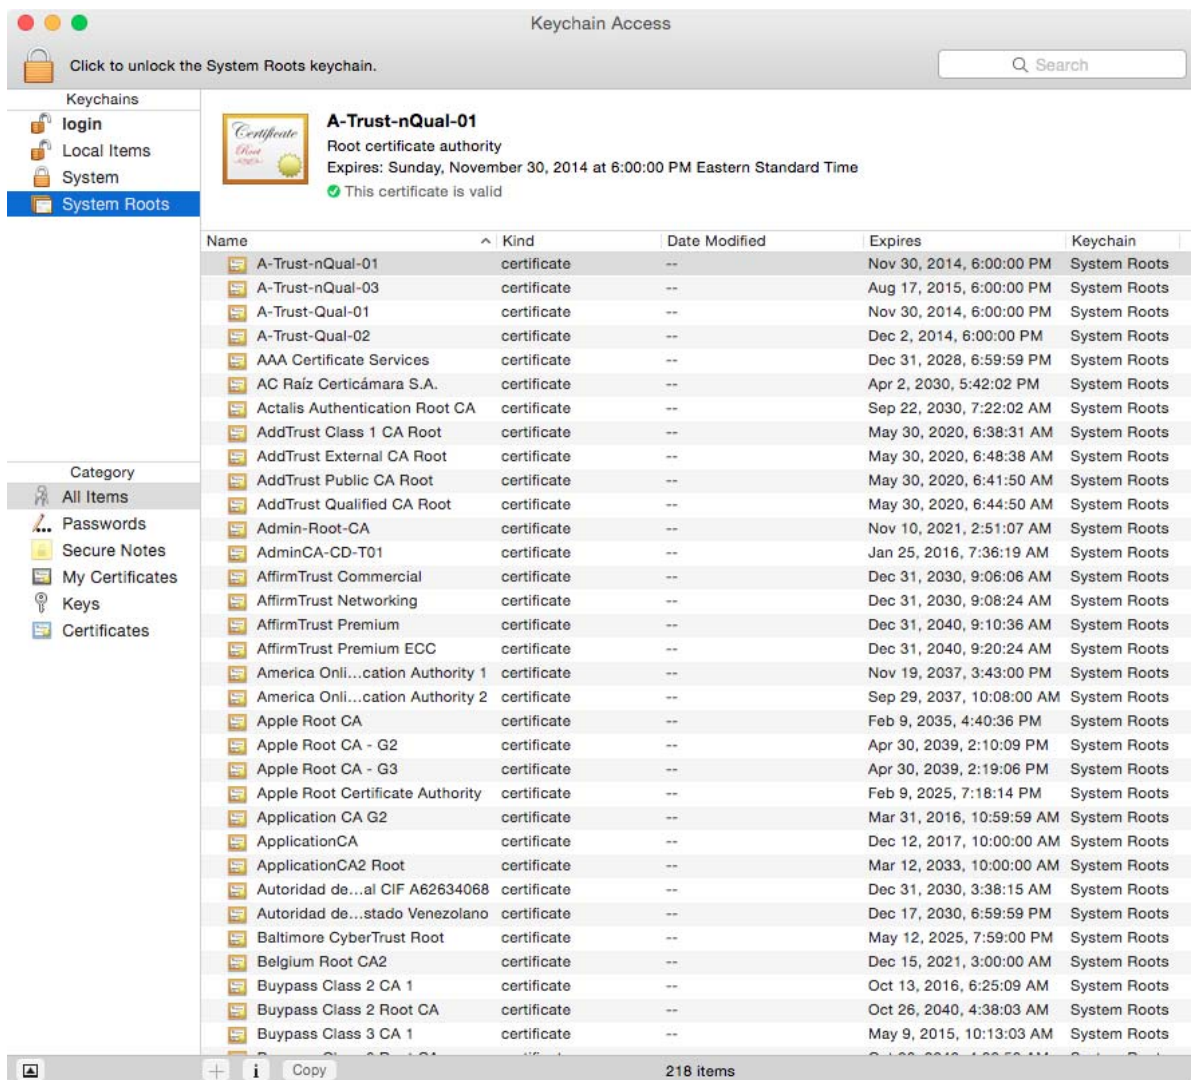 Keychain Access
Click to unlock the System Roots keychain.
Search
Keychains
login
Local Items
System
System Roots
Category
All Items
Passwords
Secure Notes
My Certificates
Keys
Certificates
Certificate
Root
A-Trust-nQual-01
Root certificate authority
Expires: Sunday, November 30, 2014 at 6:00:00 PM Eastern Standard Time
This certificate is valid
Name Kind Date Modified Expires Keychain
A-Trust-nQual-01 certificate -- Nov 30, 2014, 6:00:00 PM System Roots
A-Trust-nQual-03 certificate -- Aug 17, 2015, 6:00:00 PM System Roots
A-Trust-Qual-01 certificate -- Nov 30, 2014, 6:00:00 PM System Roots
A-Trust-Qual-02 certificate -- Dec 2, 2014, 6:00:00 PM System Roots
AAA Certificate Services certificate -- Dec 31, 2028, 6:59:59 PM System Roots
AC Raíz Certicámara S.A. certificate -- Apr 2, 2030, 5:42:02 PM System Roots
Actalis Authentication Root CA certificate -- Sep 22, 2030, 7:22:02 AM System Roots
AddTrust Class 1 CA Root certificate -- May 30, 2020, 6:38:31 AM System Roots
AddTrust External CA Root certificate -- May 30, 2020, 6:48:38 AM System Roots
AddTrust Public CA Root certificate -- May 30, 2020, 6:41:50 AM System Roots
AddTrust Qualified CA Root certificate -- May 30, 2020, 6:44:50 AM System Roots
Admin-Root-CA certificate -- Nov 10, 2021, 2:51:07 AM System Roots
AdminCA-CD-T01 certificate -- Jan 25, 2016, 7:36:19 AM System Roots
AffirmTrust Commercial certificate -- Dec 31, 2030, 9:06:06 AM System Roots
AffirmTrust Networking certificate -- Dec 31, 2030, 9:08:24 AM System Roots
AffirmTrust Premium certificate -- Dec 31, 2040, 9:10:36 AM System Roots
AffirmTrust Premium ECC certificate -- Dec 31, 2040, 9:20:24 AM System Roots
America Onli...cation Authority 1 certificate -- Nov 19, 2037, 3:43:00 PM System Roots
America Onli...cation Authority 2 certificate -- Sep 29, 2037, 10:08:00 AM System Roots
Apple Root CA certificate -- Feb 9, 2035, 4:40:36 PM System Roots
Apple Root CA - G2 certificate -- Apr 30, 2039, 2:10:09 PM System Roots
Apple Root CA - G3 certificate -- Apr 30, 2039, 2:19:06 PM System Roots
Apple Root Certificate Authority certificate -- Feb 9, 2025, 7:18:14 PM System Roots
Application CA G2 certificate -- Mar 31, 2016, 10:59:59 AM System Roots
ApplicationCA certificate -- Dec 12, 2017, 10:00:00 AM System Roots
ApplicationCA2 Root certificate -- Mar 12, 2033, 10:00:00 AM System Roots
Autoridad de...al CIF A62634068 certificate -- Dec 31, 2030, 3:38:15 AM System Roots
Autoridad de...stado Venezolano certificate -- Dec 17, 2030, 6:59:59 PM System Roots
Baltimore CyberTrust Root certificate -- May 12, 2025, 7:59:00 PM System Roots
Belgium Root CA2 certificate -- Dec 15, 2021, 3:00:00 AM System Roots
Buypass Class 2 CA 1 certificate -- Oct 13, 2016, 6:25:09 AM System Roots
Buypass Class 2 Root CA certificate -- Oct 26, 2040, 4:38:03 AM System Roots
Buypass Class 3 CA 1 certificate -- May 9, 2015, 10:13:03 AM System Roots
Copy
218 items